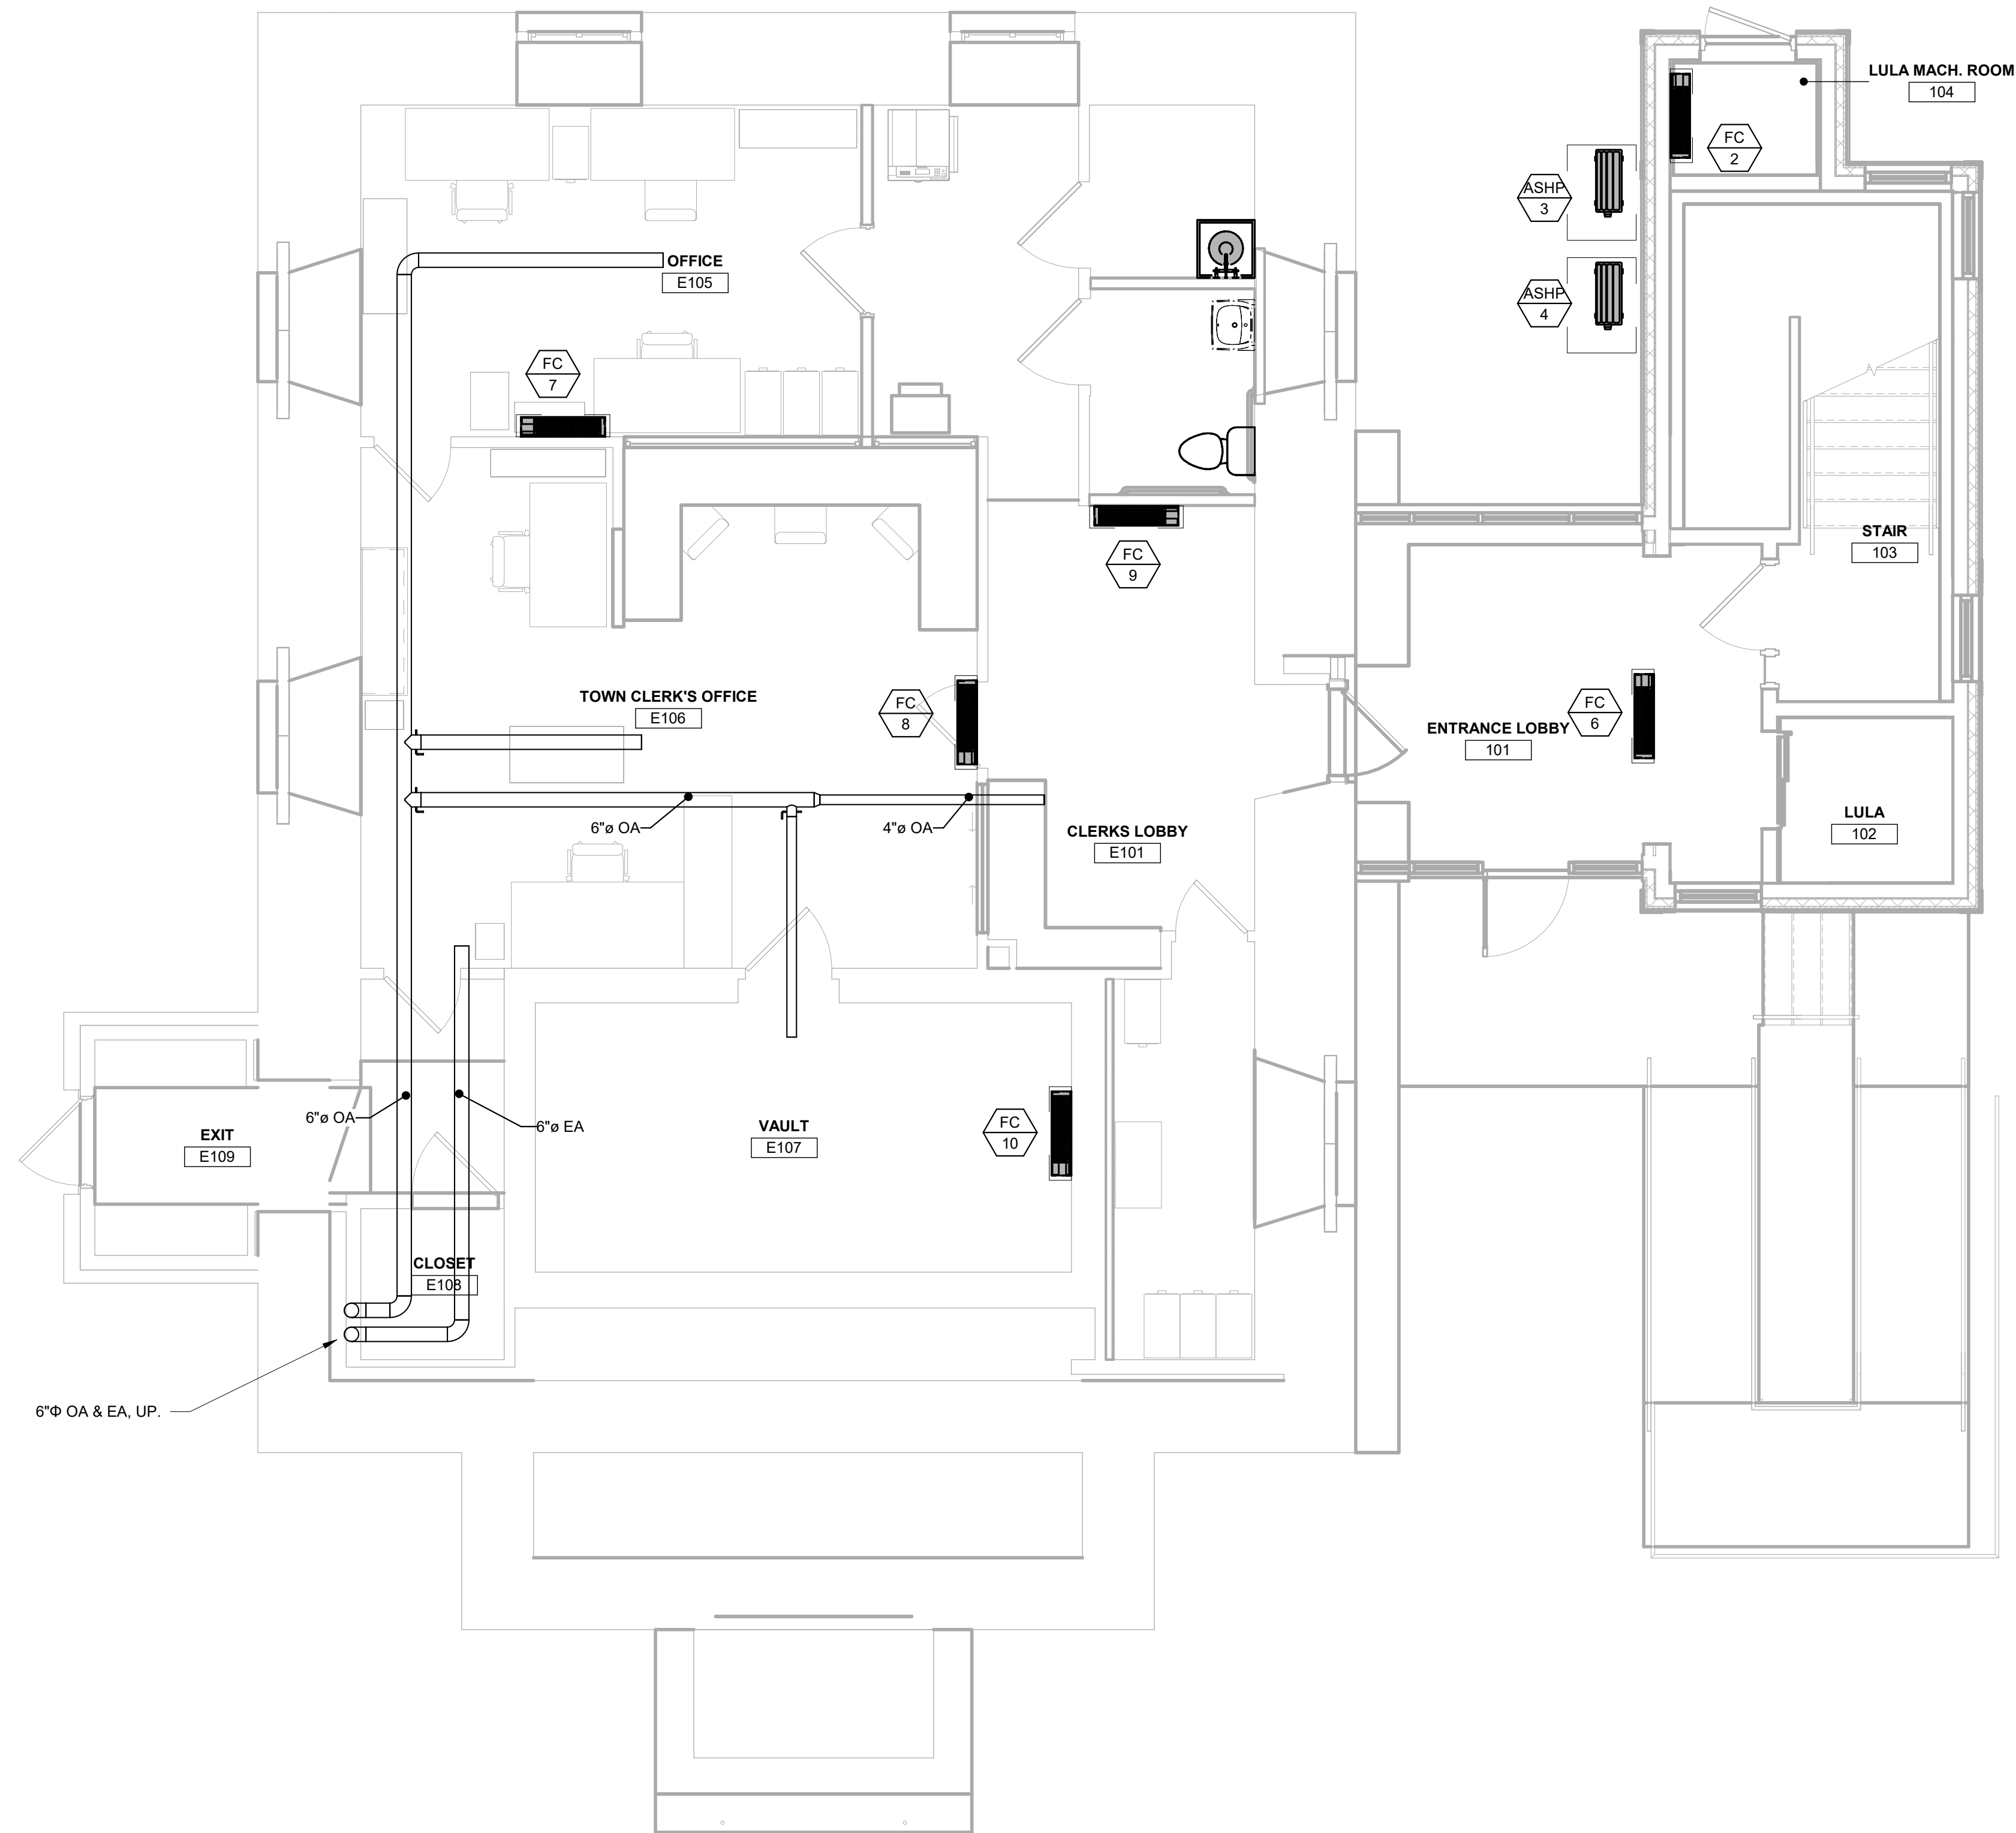 LULA MACH. ROOM
104
FC
2
ASHP
3
OFFICE
E105
ASHP
4
FC
7
STAIR
103
FC
9
TOWN CLERK'S OFFICE
E106
FC
8
FC
6
ENTRANCE LOBBY
101
6"ø OA
4"ø OA
CLERKS LOBBY
E101
LULA
102
6"ø OA
6"ø EA
EXIT
E109
VAULT
E107
FC
10
CLOSET
E108
6"Φ OA & EA, UP.